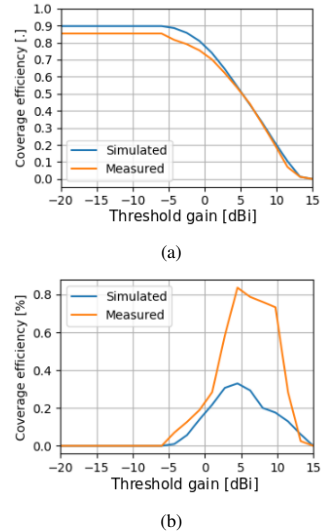 1.0
0.9
0.8
0.7
0.6
0.5
0.4
0.3
0.2
0.1
0.0
Coverage efficiency [.]
Simulated
Measured
−20 −15 −10 −5 0 5 10 15
Threshold gain [dBi]
(a)
0.8
0.6
0.4
0.2
0.0
Coverage efficiency [%]
Simulated
Measured
−20 −15 −10 −5 0 5 10 15
Threshold gain [dBi]
(b)